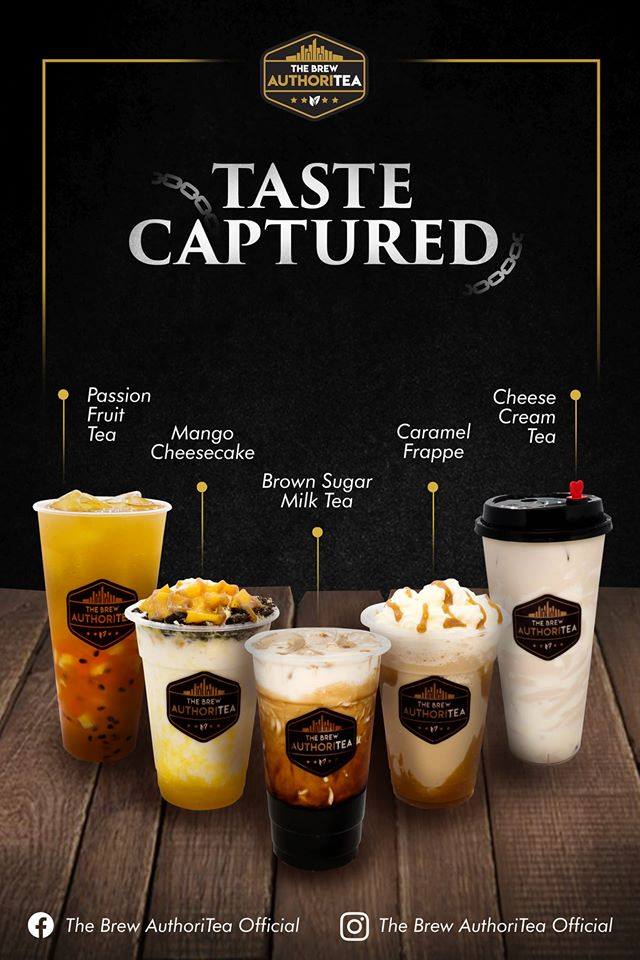 THE BREW
AUTHORITEA
TASTE
CAPTURED
Passion
Fruit
Tea
Mango
Cheesecake
Brown Sugar
Milk Tea
Caramel
Frappe
Cheese
Cream
Tea
THE BREW
AUTHORITE
THE BREW
AUTHORITEA
THE BREW
AUTHORITEA
THE BREW
AUTHORITEA
THE BREW
AUTHORITEA
The Brew AuthoriTea Official
The Brew AuthoriTea Official